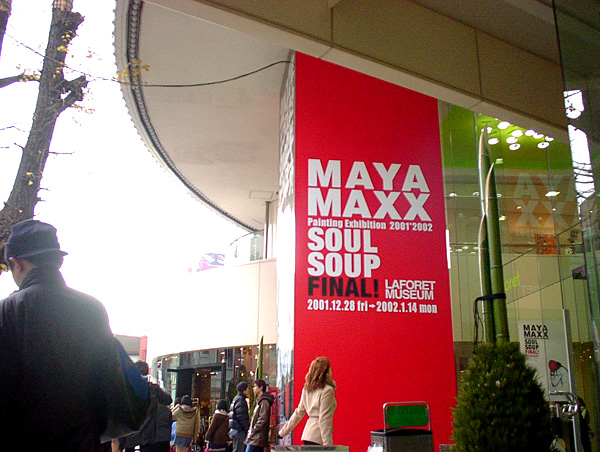 MAYA
MAXX
Painting Exhibition 2001*2002
SOUL
SOUP
FINAL! LAFORET
MUSEUM
2001.12.28 fri→2002.1.14 mon
MAYA
MAXX
SOUL
SOUP
FINAL!